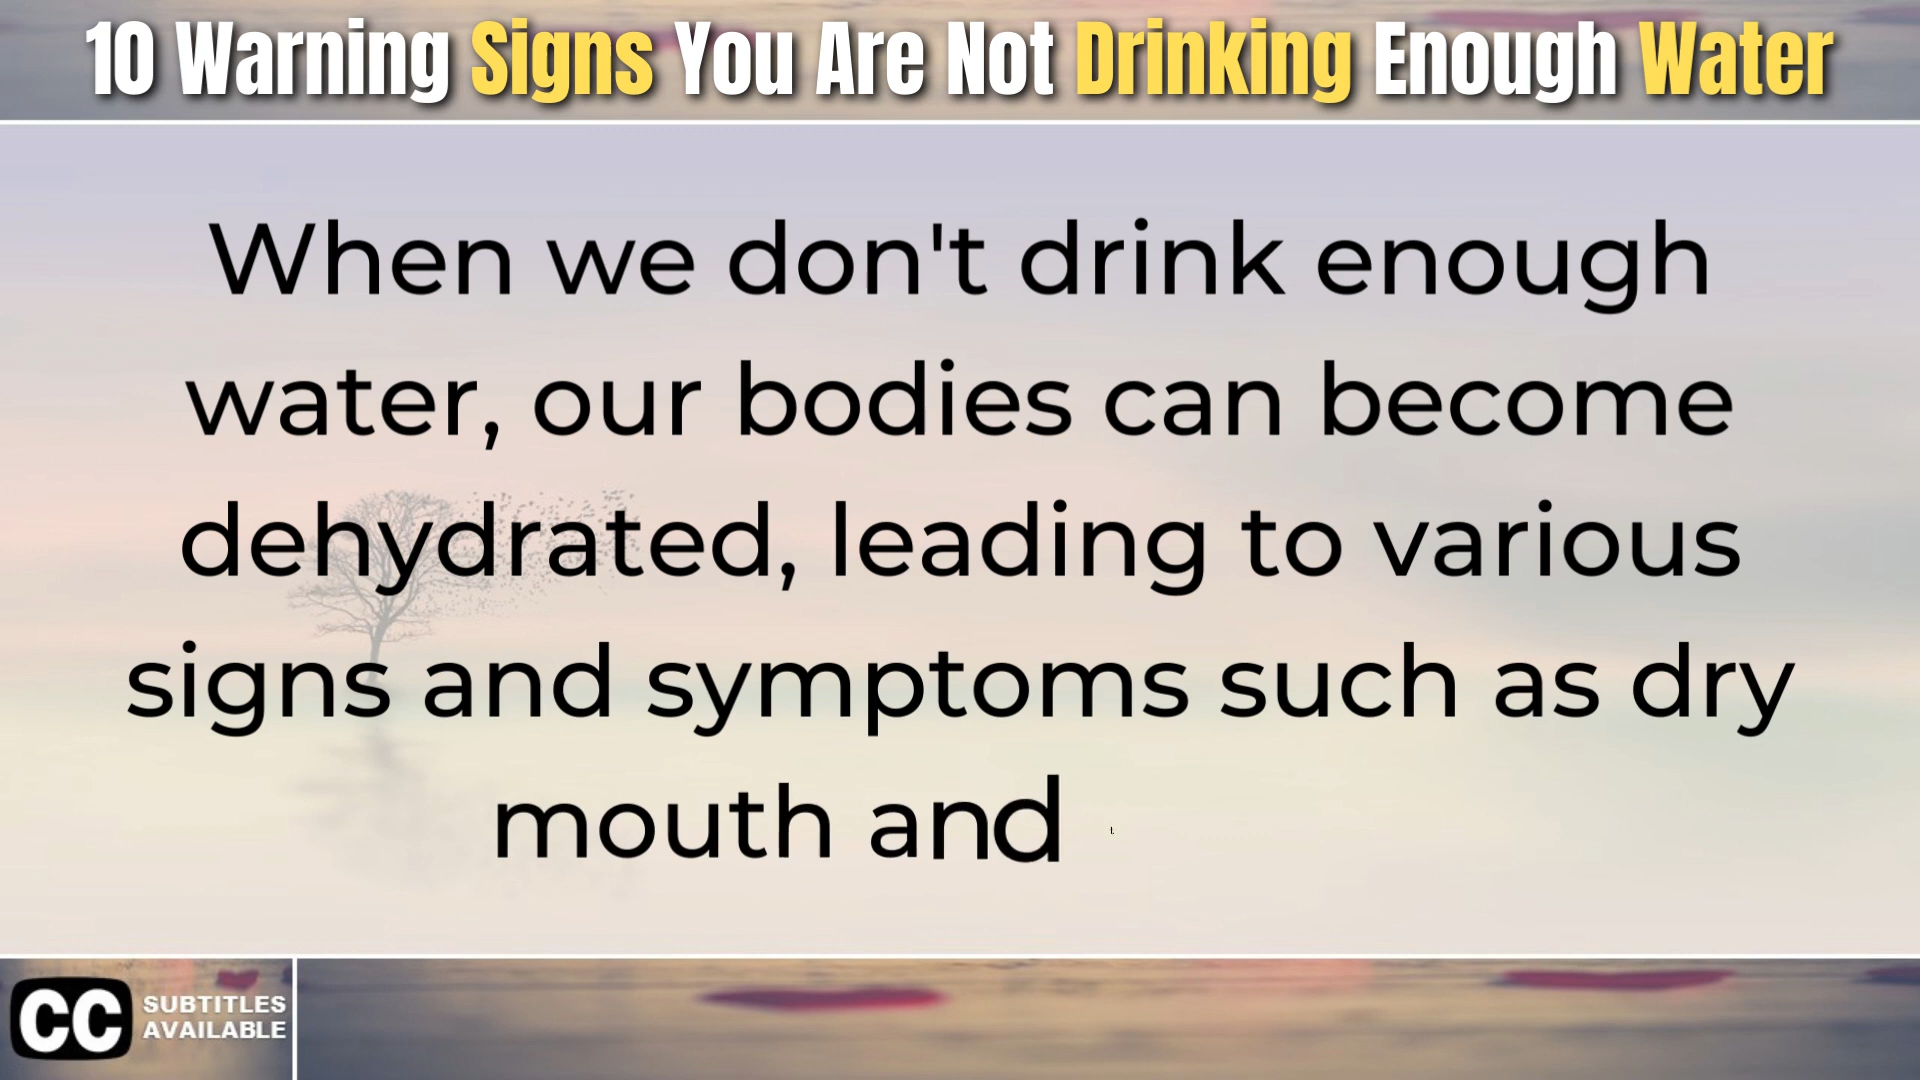 10 Warning Signs You Are Not Drinking Enough Water
When we don't drink enough
water, our bodies can become
dehydrated, leading to various
signs and symptoms such as dry
mouth and
CC SUBTITLES
AVAILABLE